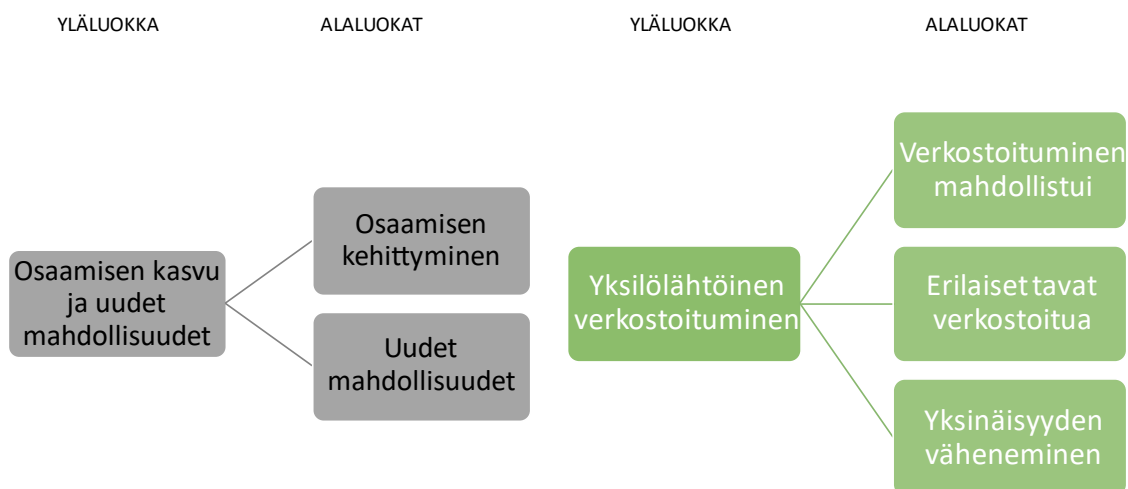 YLÄLUOKKA
ALALUOKAT
YLÄLUOKKA
ALALUOKAT
Osaamisen kasvu
ja uudet
mahdollisuudet
Osaamisen
kehittyminen
Uudet
mahdollisuudet
Yksilölähtöinen
verkostoituminen
Verkostoituminen
mahdollistui
Erilaiset tavat
verkostoitua
Yksinäisyyden
väheneminen